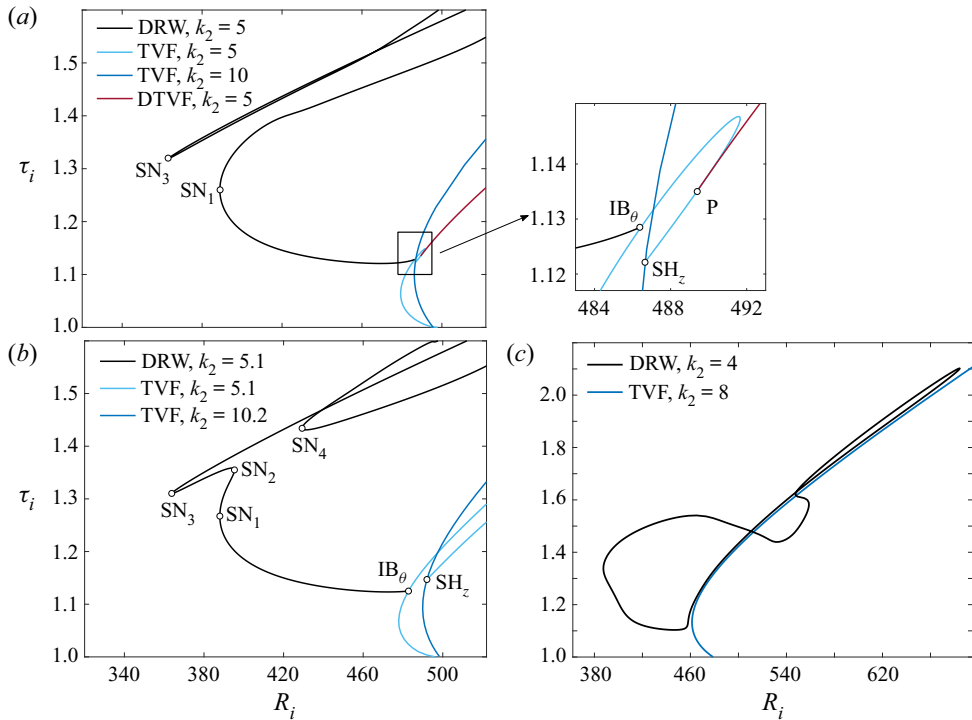 (a)
DRW, k2 = 5
TVF, k2 = 5
TVF, k2 = 10
DTVF, k2 = 5
1.5
1.4
1.3
1.2
1.1
1.0
τi
SN3
SN1
340
380
420
460
500
1.14
1.13
1.12
IBθ
P
SHz
484
488
492
(b)
DRW, k2 = 5.1
TVF, k2 = 5.1
TVF, k2 = 10.2
1.5
1.4
1.3
1.2
1.1
1.0
τi
SN4
SN2
SN3
SN1
IBθ
SHz
340
380
420
460
500
Ri
(c)
DRW, k2 = 4
TVF, k2 = 8
2.0
1.8
1.6
1.4
1.2
1.0
380
460
540
620
Ri